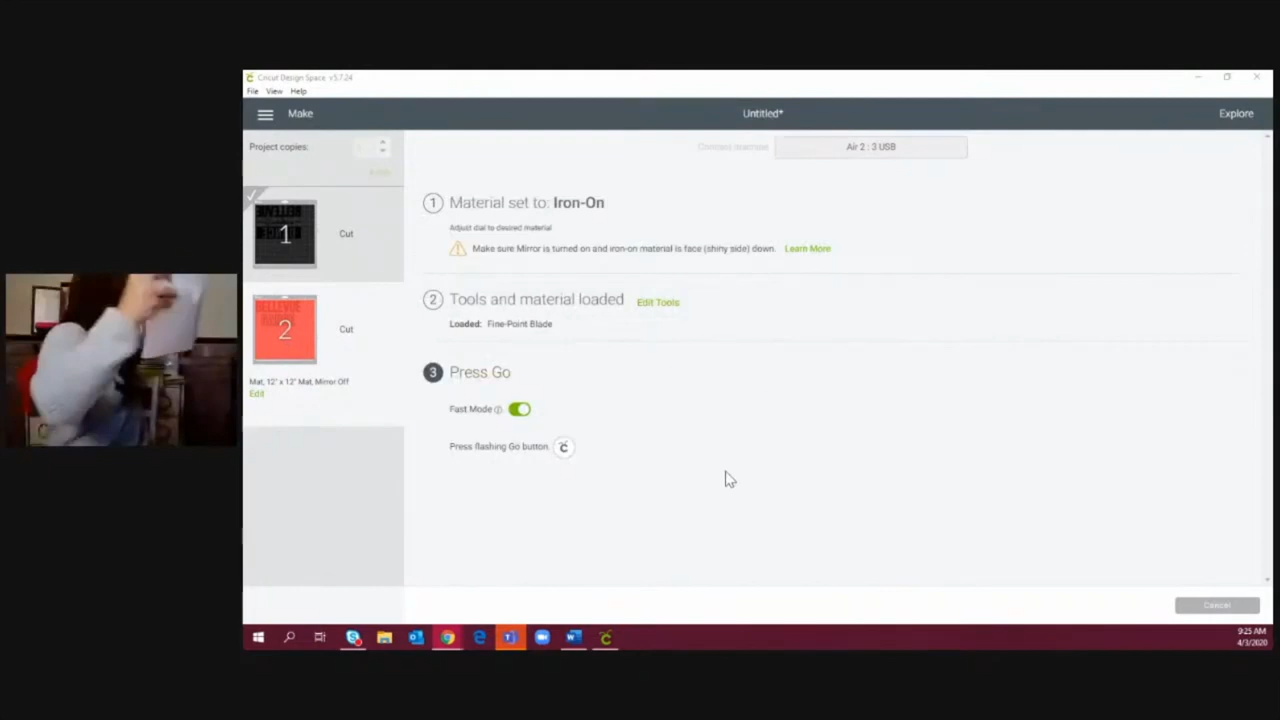 Cricut Design Space v5.7.24
File View Help
Make
Untitled*
Explore
Project copies:
Air 2 : 3 USB
1
Cut
2
Cut
Mat, 12" x 12" Mat, Mirror Off
Edit
1 Material set to: Iron-On
Adjust dial to desired material
Make sure Mirror is turned on and iron-on material is face (shiny side) down. Learn More
2 Tools and material loaded Edit Tools
Loaded: Fine-Point Blade
3 Press Go
Fast Mode
Press flashing Go button
Cancel
9:25 AM
4/3/2020